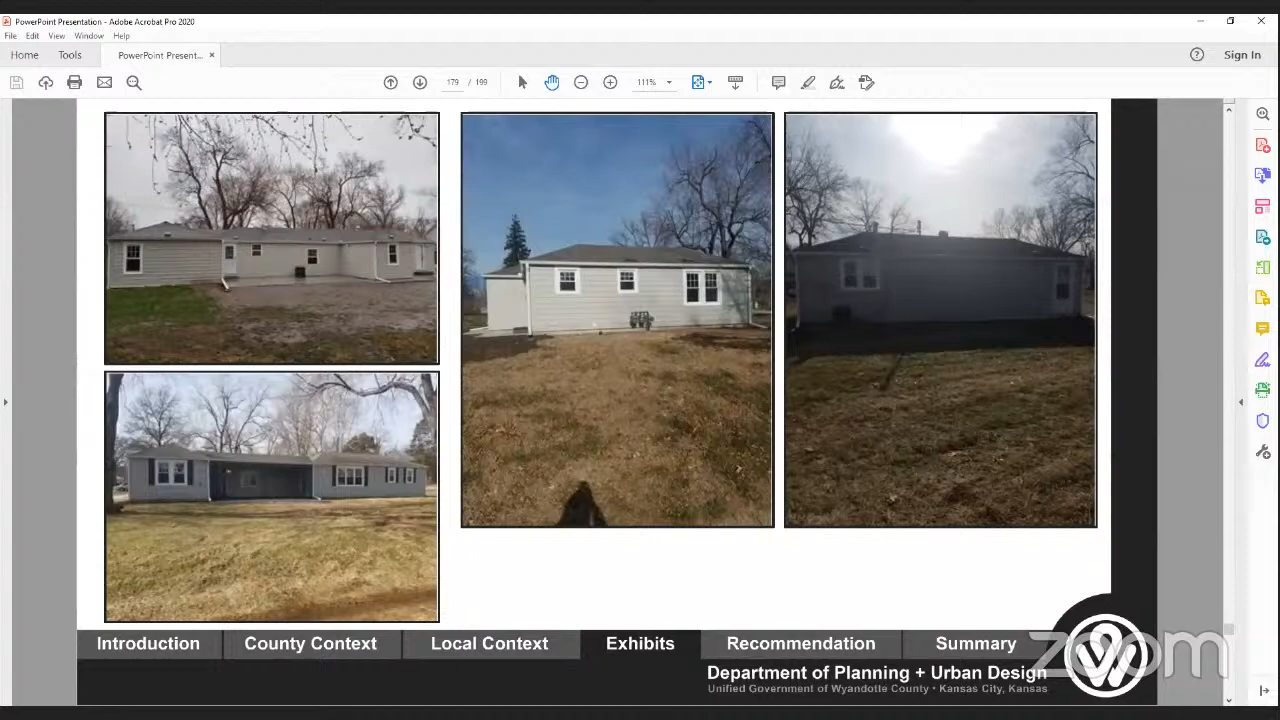 PowerPoint Presentation - Adobe Acrobat Pro 2020
File Edit View Window Help
Home Tools PowerPoint Present... ×
Sign In
179 / 199
111%
Introduction County Context Local Context Exhibits Recommendation Summary
Department of Planning + Urban Design
Unified Government of Wyandotte County • Kansas City, Kansas
zoom